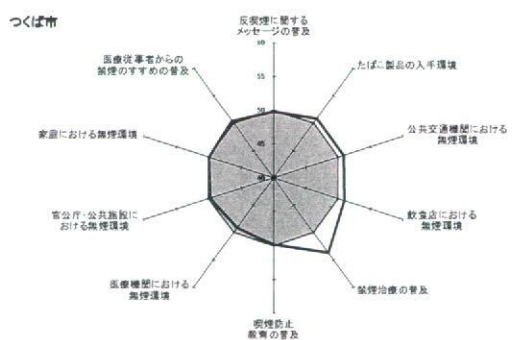 つくば市
反喫煙に関する
メッセージの普及
60
55
50
45
40
たばこ製品の入手環境
公共交通機関における
無煙環境
飲食店における
無煙環境
禁煙治療の普及
喫煙防止
教育の普及
医療機関における
無煙環境
官公庁・公共施設に
おける無煙環境
家庭における無煙環境
医療従事者からの
禁煙のすすめの普及